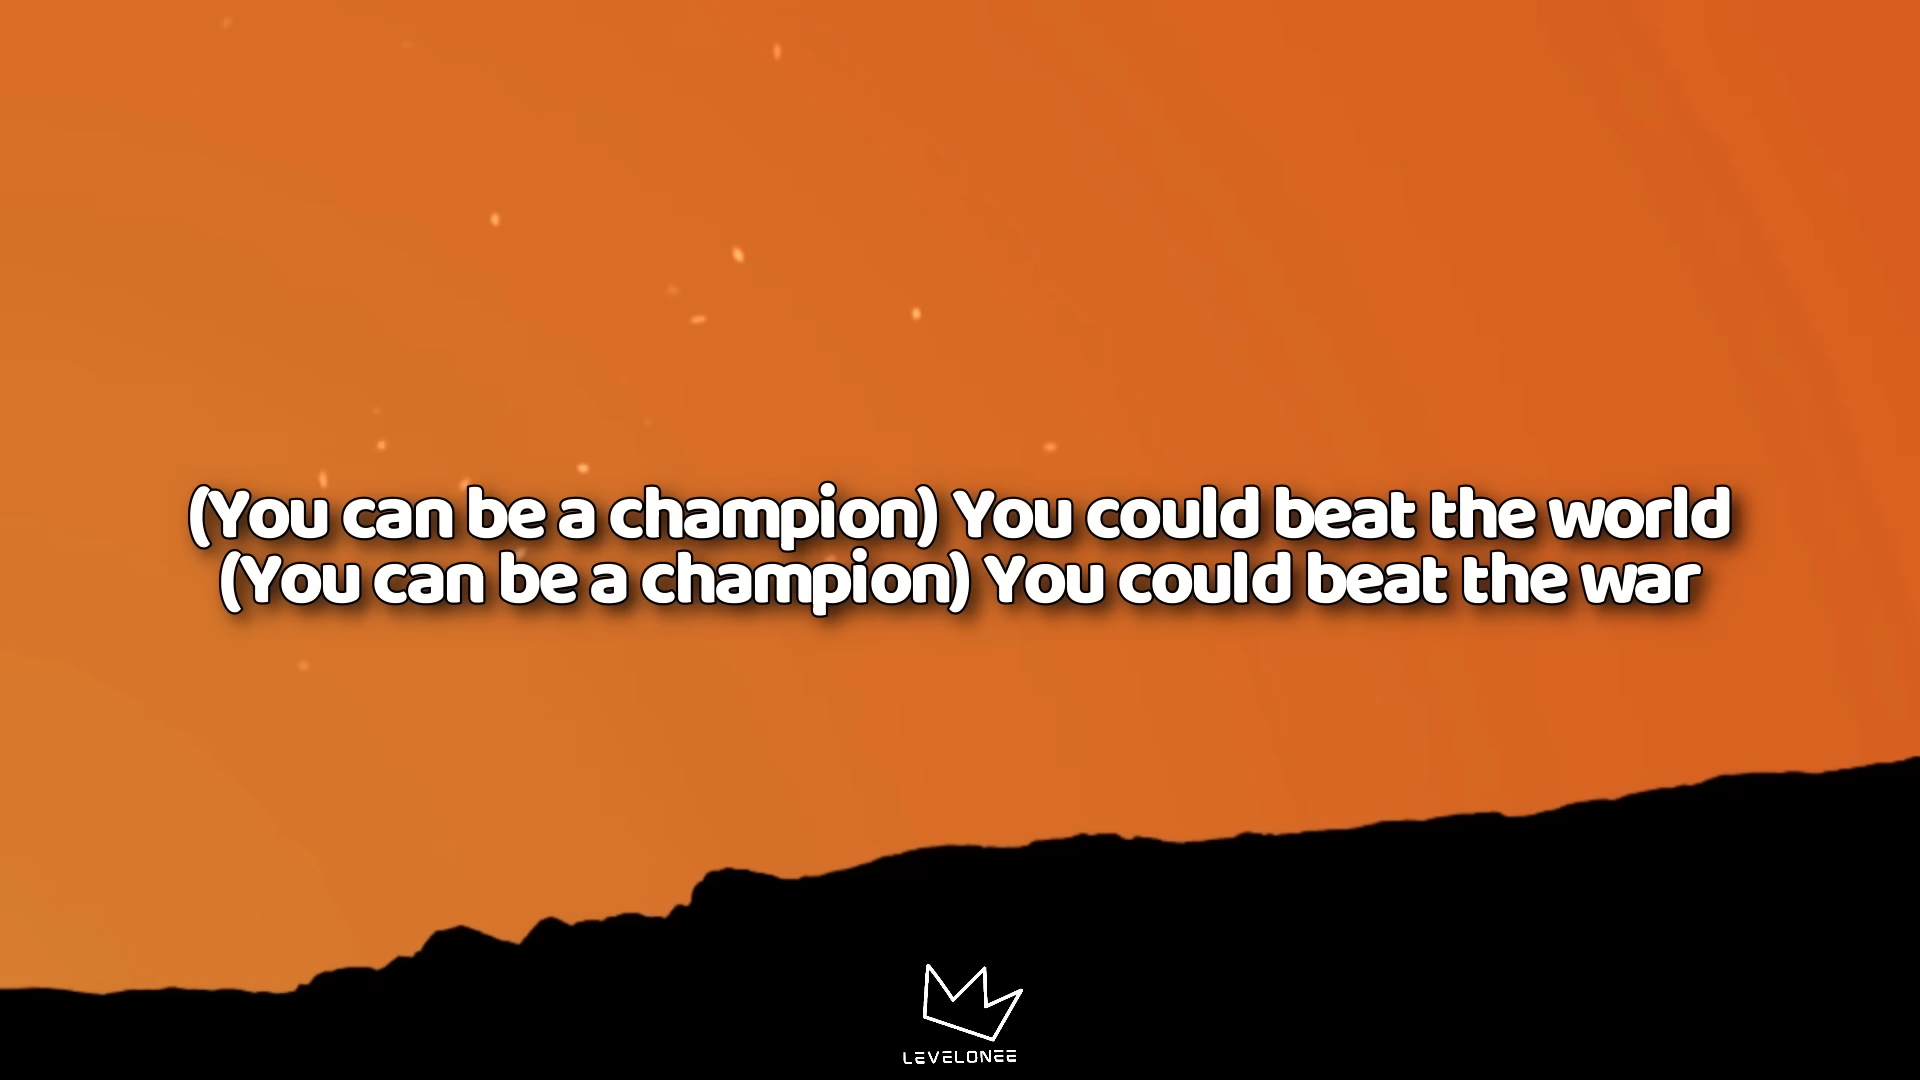 (You can be a champion) You could beat the world
(You can be a champion) You could beat the war
LEVELONEE